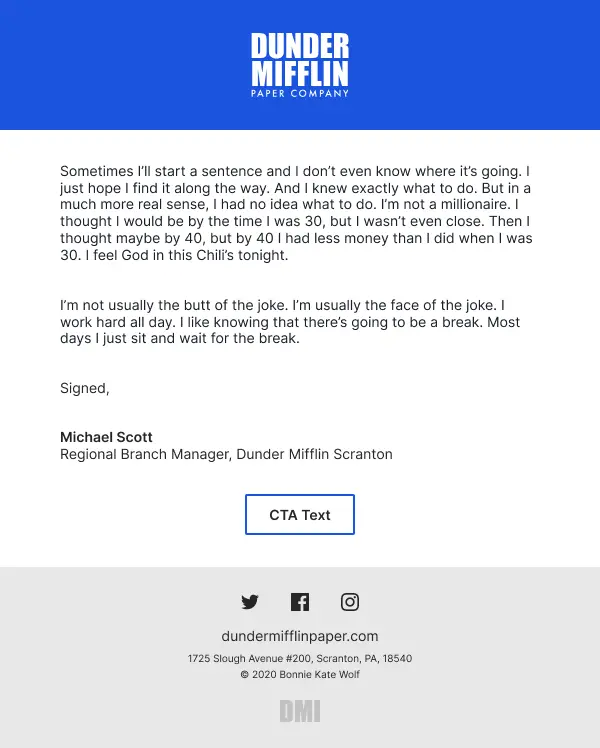 DUNDER
MIFFLIN
PAPER COMPANY
Sometimes I’ll start a sentence and I don’t even know where it’s going. I
just hope I find it along the way. And I knew exactly what to do. But in a
much more real sense, I had no idea what to do. I’m not a millionaire. I
thought I would be by the time I was 30, but I wasn’t even close. Then I
thought maybe by 40, but by 40 I had less money than I did when I was
30. I feel God in this Chili’s tonight.
I’m not usually the butt of the joke. I’m usually the face of the joke. I
work hard all day. I like knowing that there’s going to be a break. Most
days I just sit and wait for the break.
Signed,
Michael Scott
Regional Branch Manager, Dunder Mifflin Scranton
CTA Text
dundermifflinpaper.com
1725 Slough Avenue #200, Scranton, PA, 18540
© 2020 Bonnie Kate Wolf
DMI